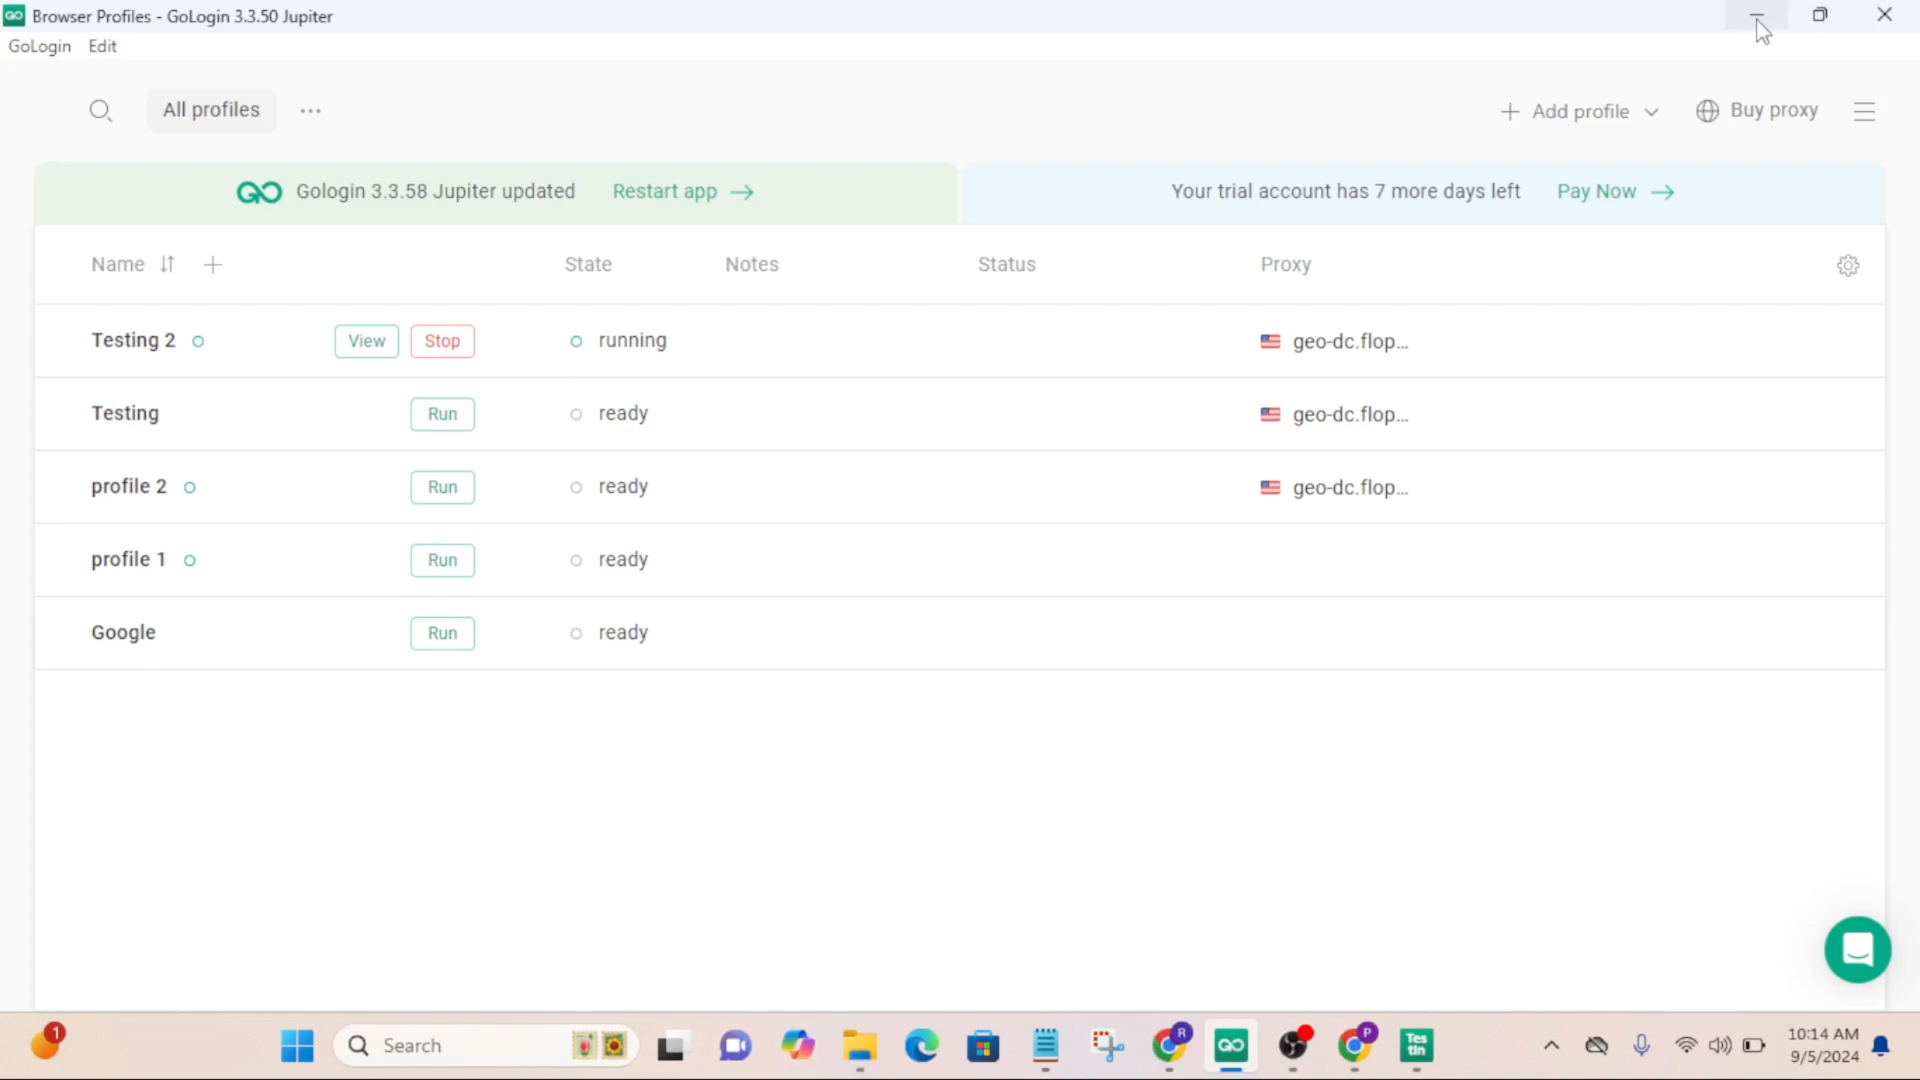 Browser Profiles - GoLogin 3.3.50 Jupiter
GoLogin Edit
All profiles
Add profile
Buy proxy
Gologin 3.3.58 Jupiter updated Restart app →
Your trial account has 7 more days left Pay Now →
Name State Notes Status Proxy
Testing 2 View Stop running geo-dc.flop...
Testing Run ready geo-dc.flop...
profile 2 Run ready geo-dc.flop...
profile 1 Run ready
Google Run ready
1
Search
R
P
Tes
tin
10:14 AM
9/5/2024